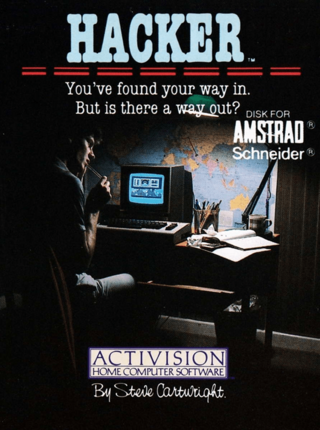 HACKER™
You've found your way in.
But is there a way out?
DISK FOR
AMSTRAD®
Schneider®
ACTIVISION
HOME COMPUTER SOFTWARE
By Steve Cartwright.